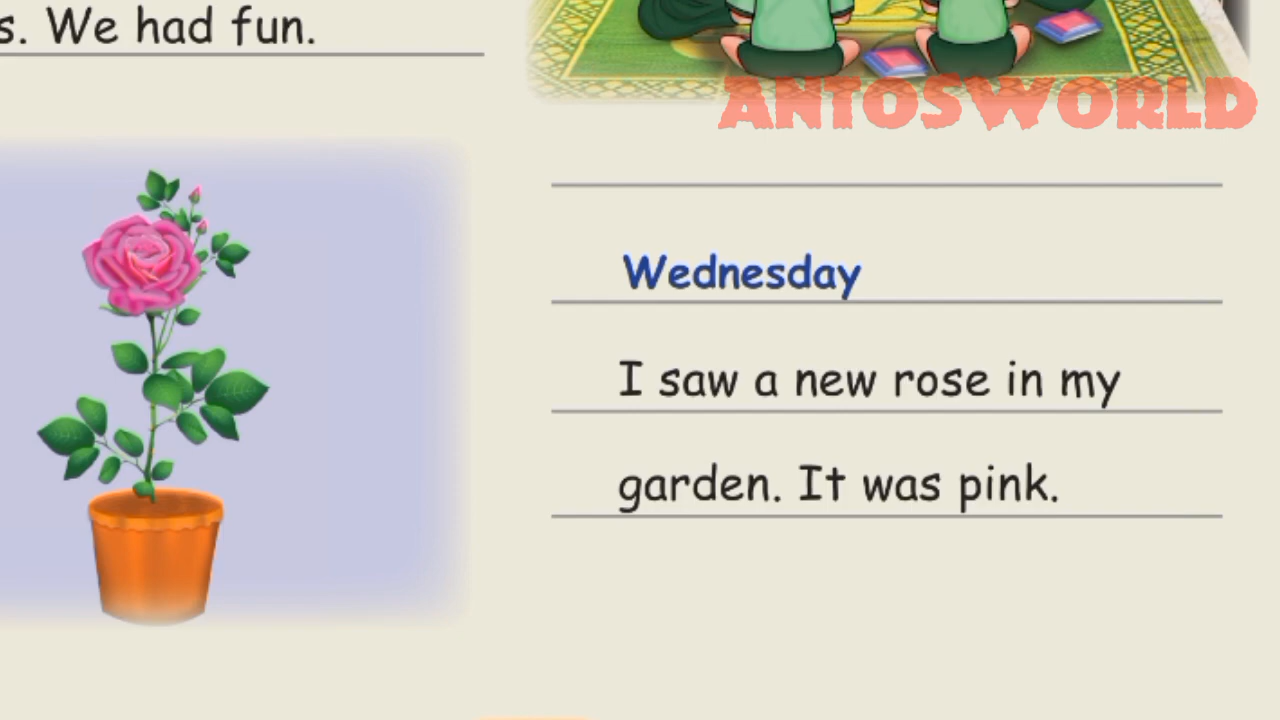 s. We had fun.
ANTOSWORLD
Wednesday
I saw a new rose in my
garden. It was pink.